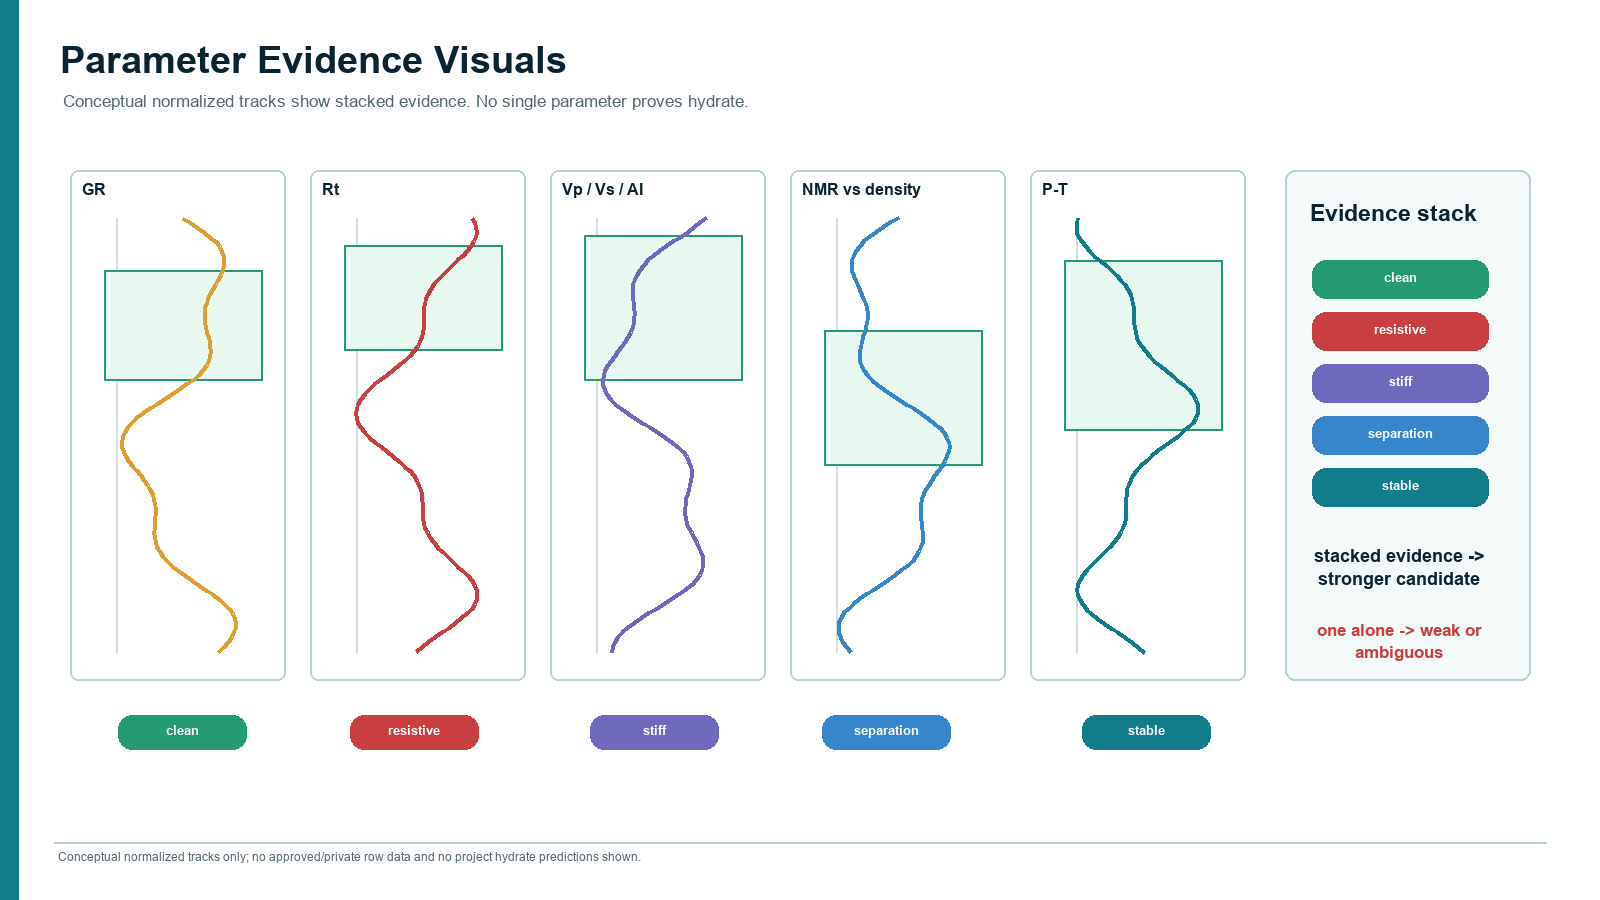 Parameter Evidence Visuals
Conceptual normalized tracks show stacked evidence. No single parameter proves hydrate.
GR
Rt
Vp / Vs / AI
NMR vs density
P-T
Evidence stack
clean
resistive
stiff
separation
stable
stacked evidence ->
stronger candidate
one alone -> weak or
ambiguous
clean
resistive
stiff
separation
stable
Conceptual normalized tracks only; no approved/private row data and no project hydrate predictions shown.